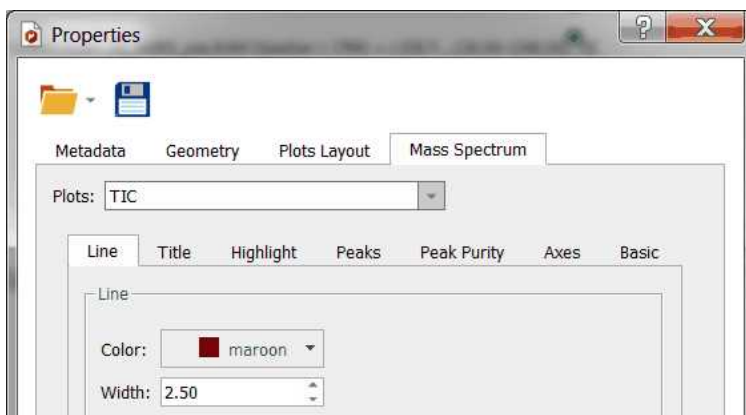 Properties
Metadata Geometry Plots Layout Mass Spectrum
Plots: TIC
Line Title Highlight Peaks Peak Purity Axes Basic
Line
Color: maroon
Width: 2.50